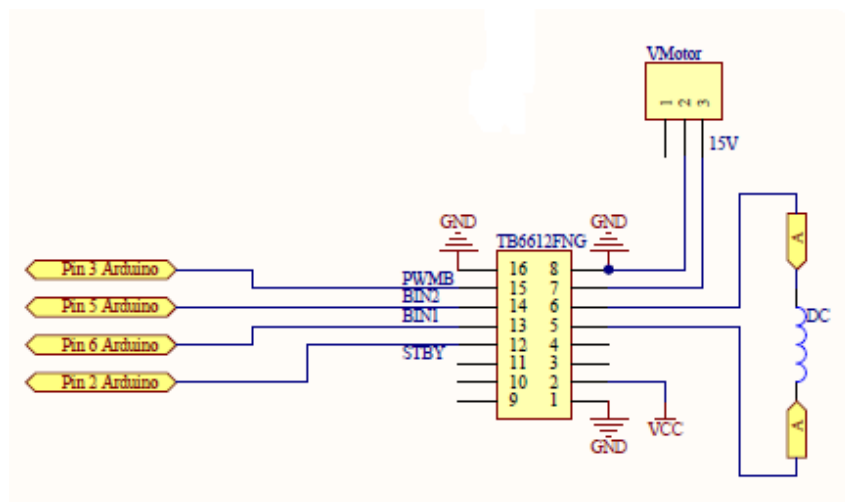 VMotor
1 2 3
15V
GND GND
TB6612FNG
A
Pin 3 Arduino
Pin 5 Arduino
Pin 6 Arduino
Pin 2 Arduino
PWMB
BIN2
BIN1
STBY
16 8
15 7
14 6
13 5
12 4
11 3
10 2
9 1
DC
A
GND
VCC